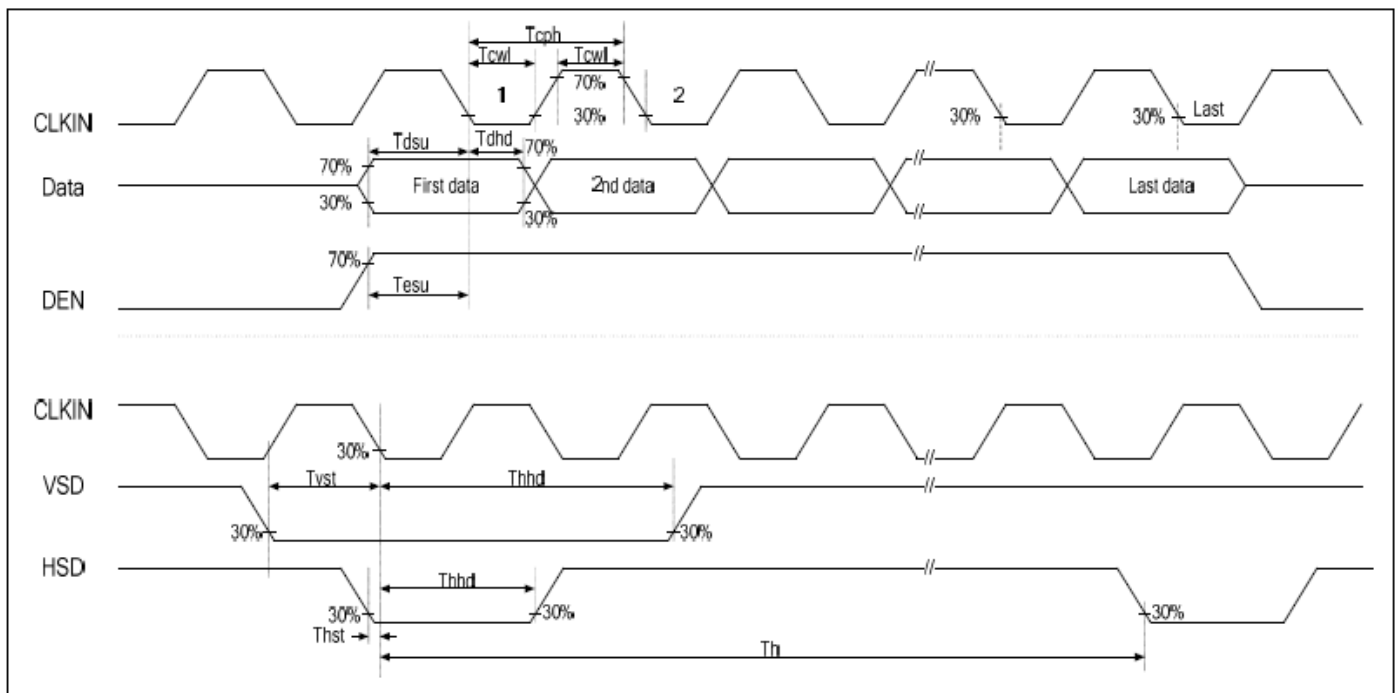 Tcph
Tcwl Tcwll
70%
1 2
30% 30% 30% Last
CLKIN
Tdsu Tdhd
70% 70%
Data First data 2nd data Last data
30% 30%
70%
Tesu
DEN
CLKIN
30%
VSD Tvst Thhd
30% 30%
HSD
Thhd
30% 30% 30%
Thst
Th